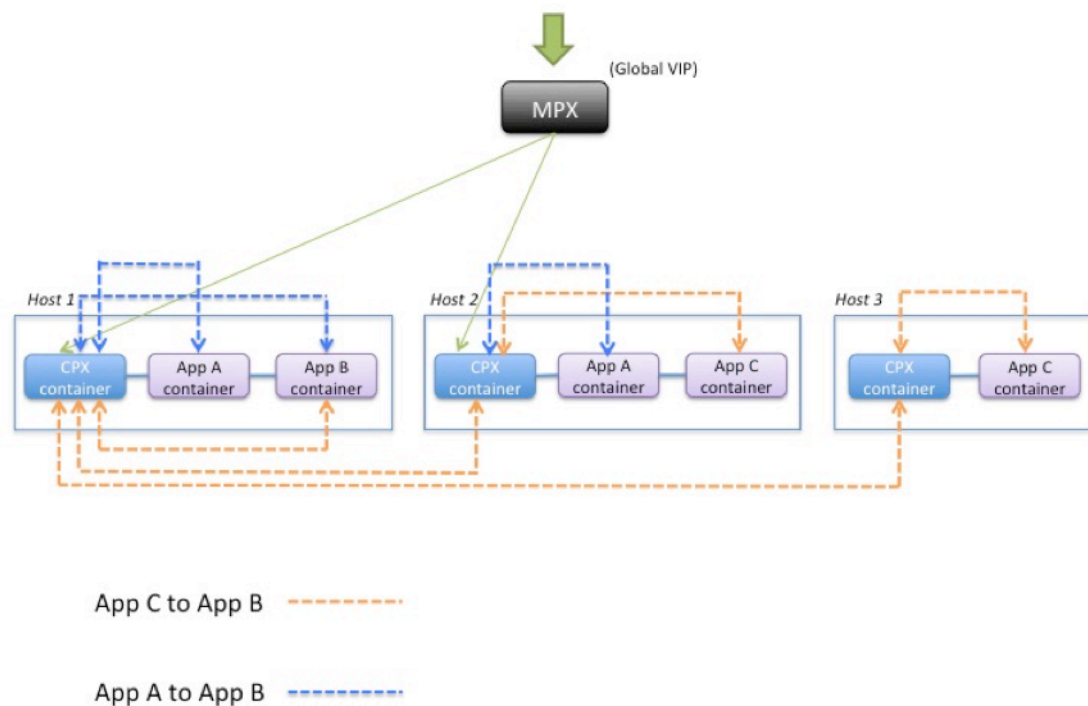 (Global VIP)
MPX
Host 1
Host 2
Host 3
CPX
container
App A
container
App B
container
CPX
container
App A
container
App C
container
CPX
container
App C
container
App C to App B
App A to App B